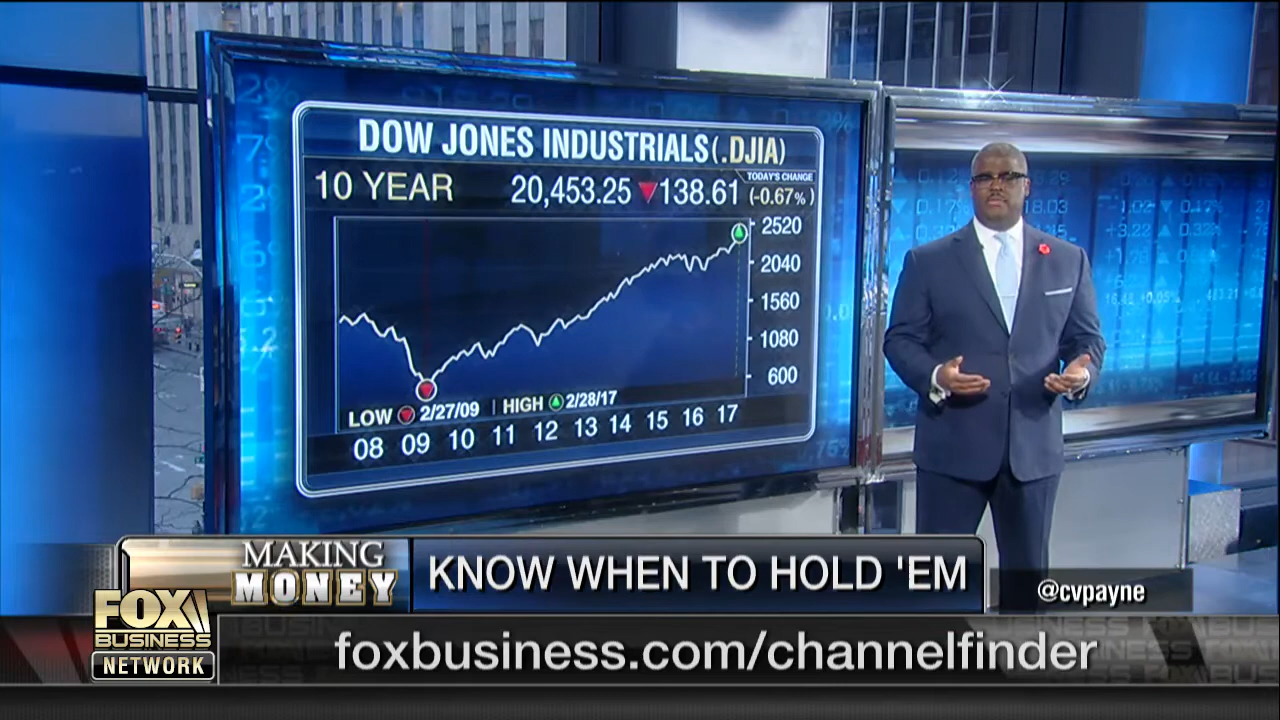 DOW JONES INDUSTRIALS(.DJIA)
10 YEAR 20,453.25 ▼138.61 (-0.67%)
TODAY'S CHANGE
2520
2040
1560
1080
600
LOW 2/27/09 | HIGH 2/28/17
08 09 10 11 12 13 14 15 16 17
MAKING
MONEY
KNOW WHEN TO HOLD 'EM
@cvpayne
FOX
BUSINESS
NETWORK
foxbusiness.com/channelfinder